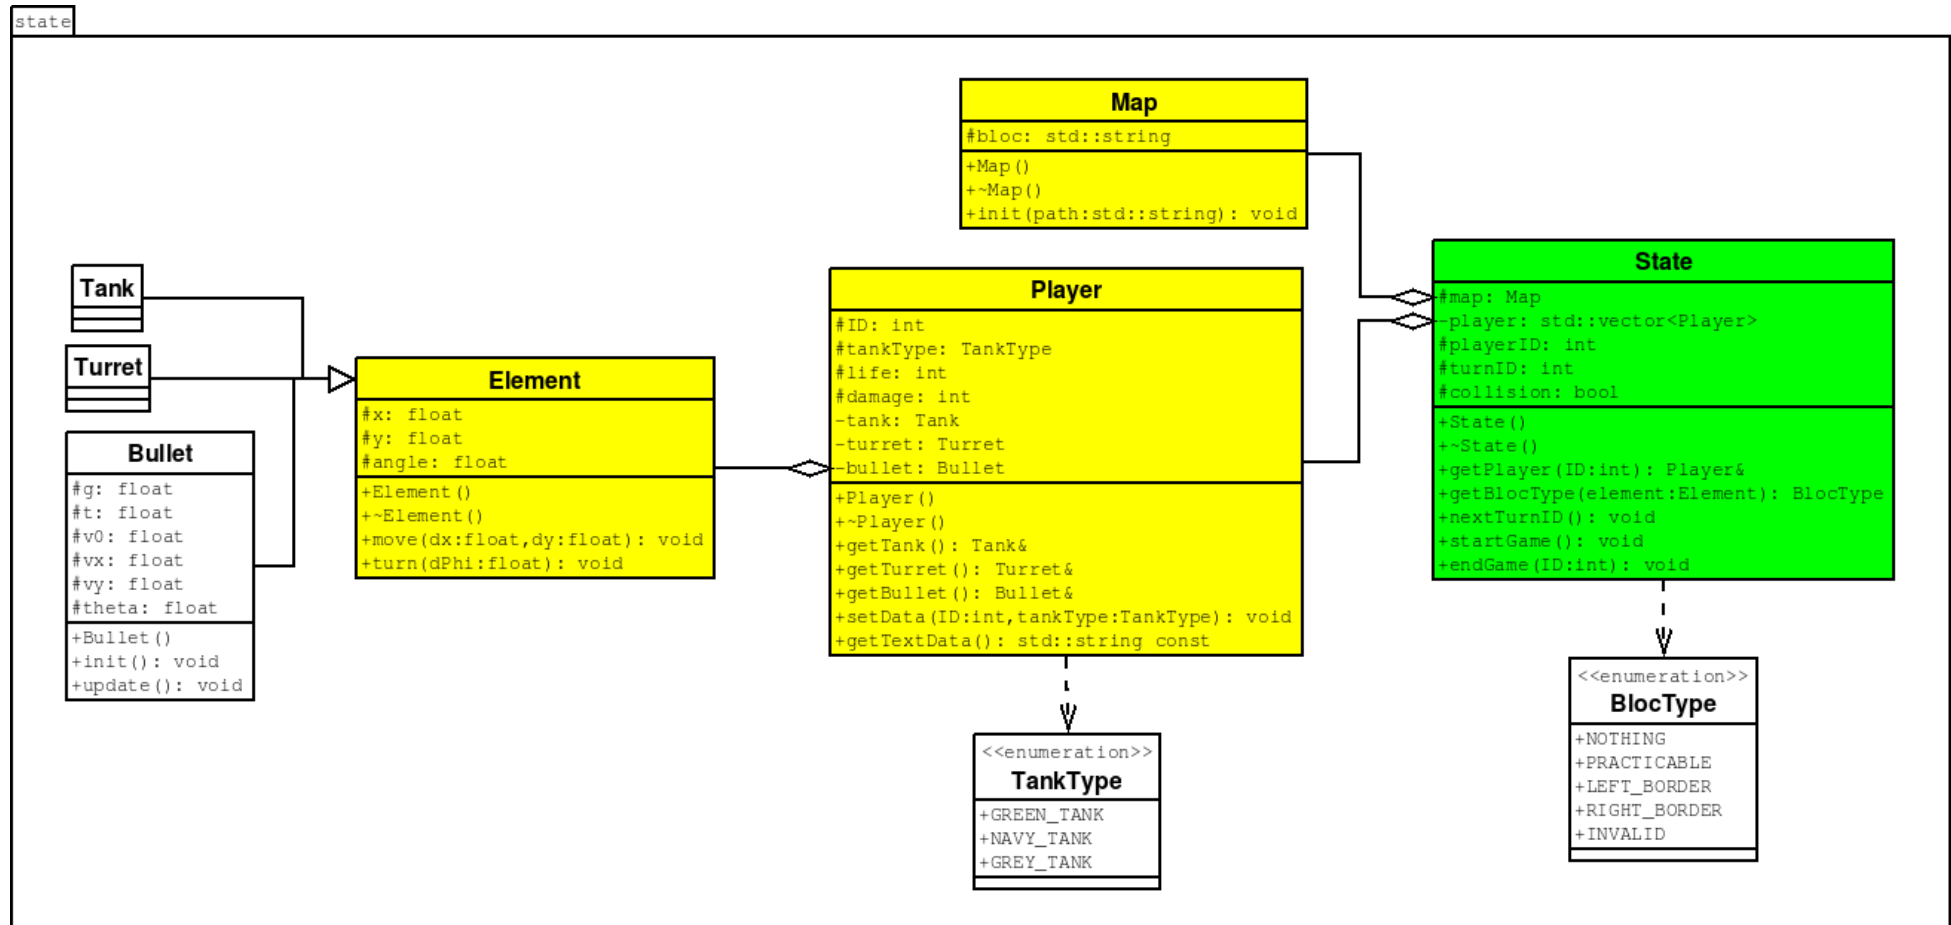 state
Map
#bloc: std::string
+Map()
+~Map()
+init(path:std::string): void
Tank
Turret
Bullet
#g: float
#t: float
#v0: float
#vx: float
#vy: float
#theta: float
+Bullet()
+init(): void
+update(): void
Element
#x: float
#y: float
#angle: float
+Element()
+~Element()
+move(dx:float,dy:float): void
+turn(dPhi:float): void
Player
#ID: int
#tankType: TankType
#life: int
#damage: int
-tank: Tank
-turret: Turret
-bullet: Bullet
+Player()
+~Player()
+getTank(): Tank&
+getTurret(): Turret&
+getBullet(): Bullet&
+setData(ID:int,tankType:TankType): void
+getTextData(): std::string const
State
#map: Map
-player: std::vector<Player>
#playerID: int
#turnID: int
#collision: bool
+State()
+~State()
+getPlayer(ID:int): Player&
+getBlocType(element:Element): BlocType
+nextTurnID(): void
+startGame(): void
+endGame(ID:int): void
<<enumeration>>
TankType
+GREEN_TANK
+NAVY_TANK
+GREY_TANK
<<enumeration>>
BlocType
+NOTHING
+PRACTICABLE
+LEFT_BORDER
+RIGHT_BORDER
+INVALID